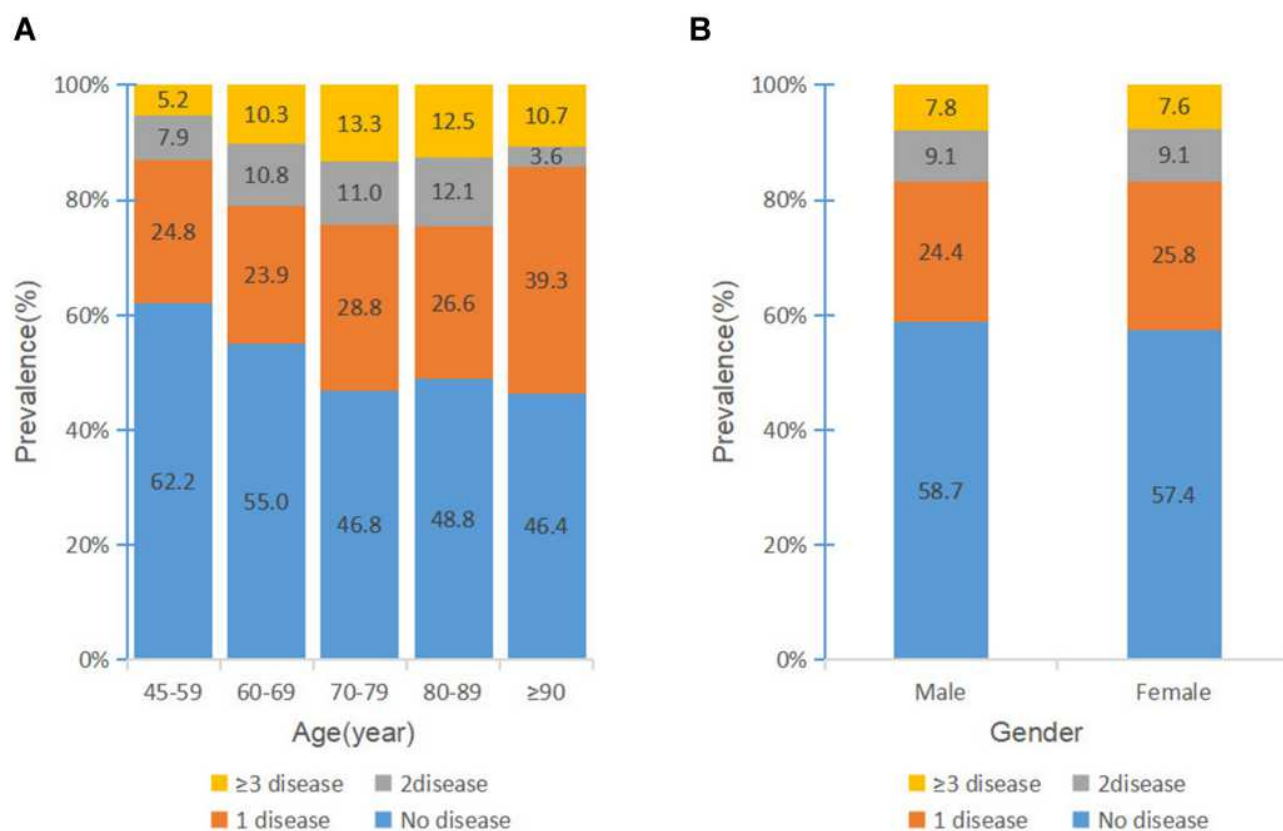 A
100%
80%
60%
40%
20%
0%
Prevalence(%)
5.2 10.3 13.3 12.5 10.7
7.9 10.8 11.0 12.1 3.6
24.8 23.9 28.8 26.6 39.3
62.2 55.0 46.8 48.8 46.4
45-59 60-69 70-79 80-89 ≥90
Age(year)
≥3 disease 2disease
1 disease No disease
B
100%
80%
60%
40%
20%
0%
Prevalence(%)
7.8 7.6
9.1 9.1
24.4 25.8
58.7 57.4
Male Female
Gender
≥3 disease 2disease
1 disease No disease